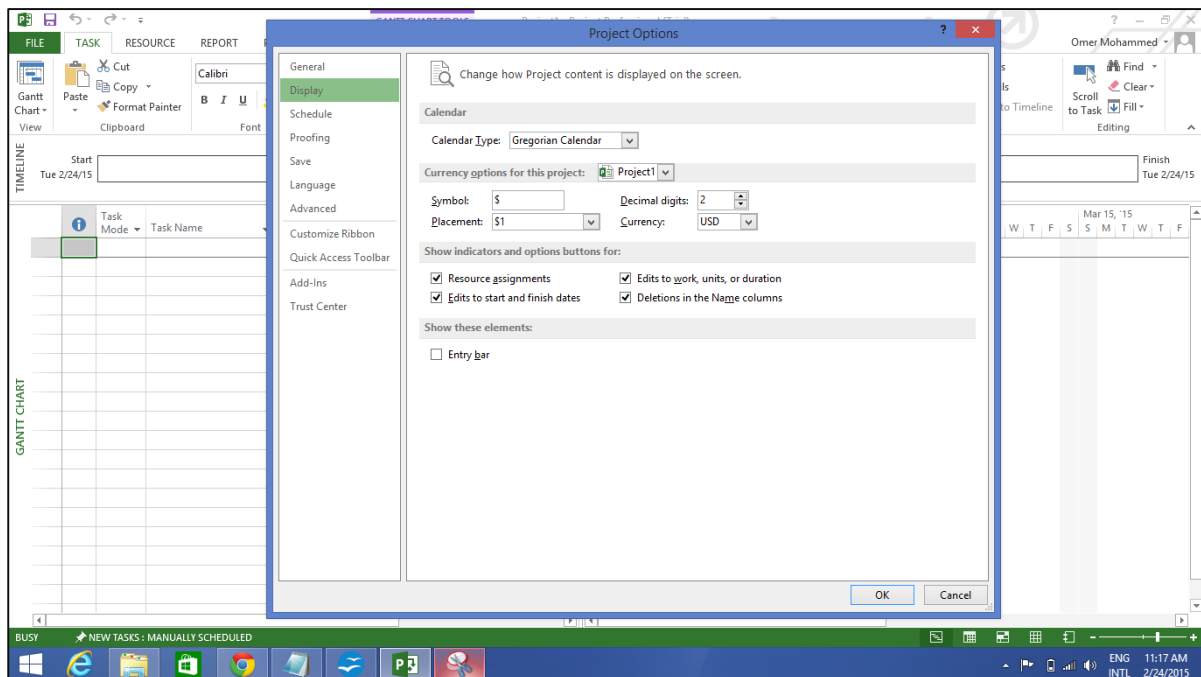 Project Options
?
FILE TASK RESOURCE REPORT
Omer Mohammed
Cut
Copy
Format Painter
Paste
Gantt
Chart
View
Clipboard
Calibri
B I U
Font
Find
Clear
Fill
Scroll
to Task
to Timeline
Editing
TIMELINE
Start
Tue 2/24/15
Finish
Tue 2/24/15
Task
Mode
Task Name
Mar 15, '15
W T F S S M T W T F
GANTT CHART
General
Display
Schedule
Proofing
Save
Language
Advanced
Customize Ribbon
Quick Access Toolbar
Add-Ins
Trust Center
Change how Project content is displayed on the screen.
Calendar
Calendar Type: Gregorian Calendar
Currency options for this project: Project1
Symbol: $ Decimal digits: 2
Placement: $1 Currency: USD
Show indicators and options buttons for:
Resource assignments Edits to work, units, or duration
Edits to start and finish dates Deletions in the Name columns
Show these elements:
Entry bar
OK Cancel
BUSY NEW TASKS : MANUALLY SCHEDULED
ENG 11:17 AM
INTL 2/24/2015